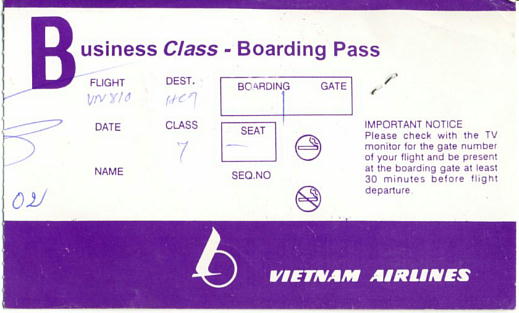 Business Class - Boarding Pass
FLIGHT DEST. BOARDING GATE
VN810
DATE CLASS SEAT
7 —
NAME SEQ.NO
02
IMPORTANT NOTICE
Please check with the TV
monitor for the gate number
of your flight and be present
at the boarding gate at least
30 minutes before flight
departure.
VIETNAM AIRLINES